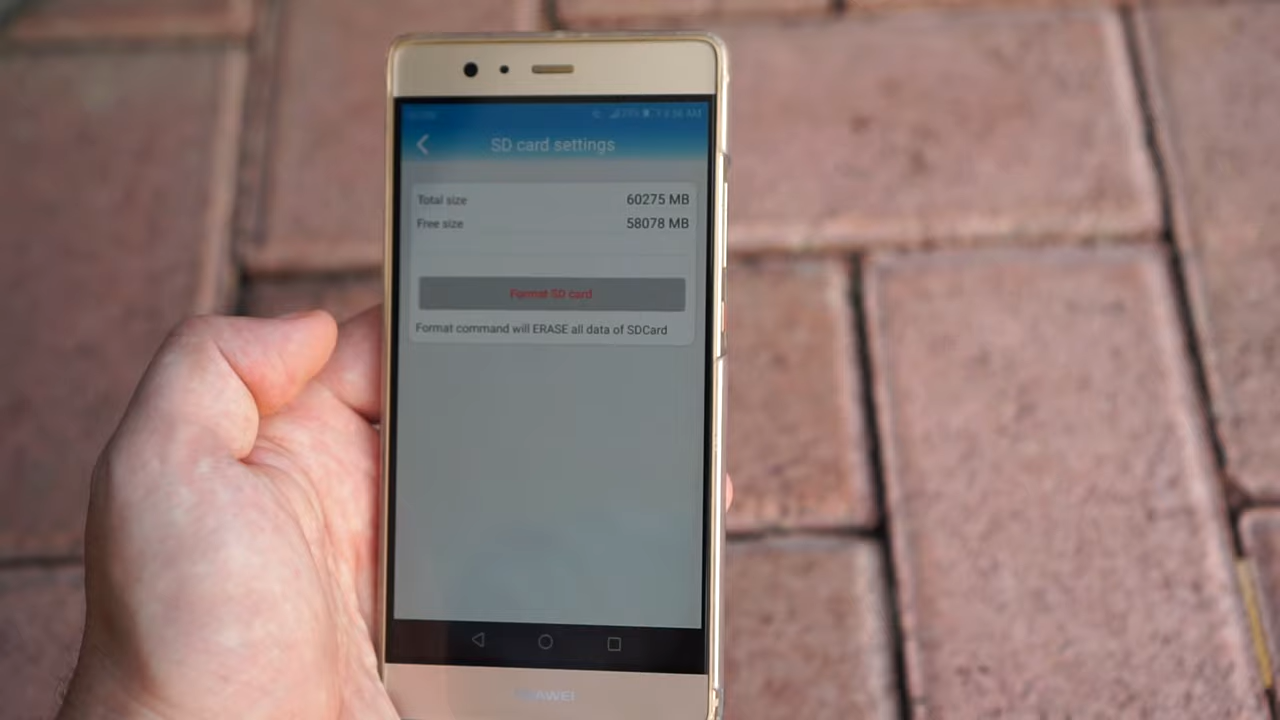 SD card settings
Total size 60275 MB
Free size 58078 MB
Format SD card
Format command will ERASE all data of SDCard
HUAWEI